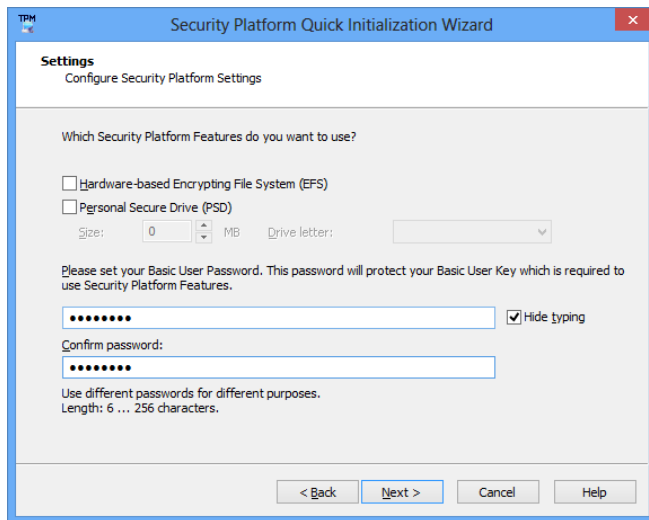 TPM
Security Platform Quick Initialization Wizard
Settings
Configure Security Platform Settings
Which Security Platform Features do you want to use?
Hardware-based Encrypting File System (EFS)
Personal Secure Drive (PSD)
Size: 0 MB Drive letter:
Please set your Basic User Password. This password will protect your Basic User Key which is required to
use Security Platform Features.
●●●●●●●● Hide typing
Confirm password:
●●●●●●●●
Use different passwords for different purposes.
Length: 6 ... 256 characters.
< Back Next > Cancel Help